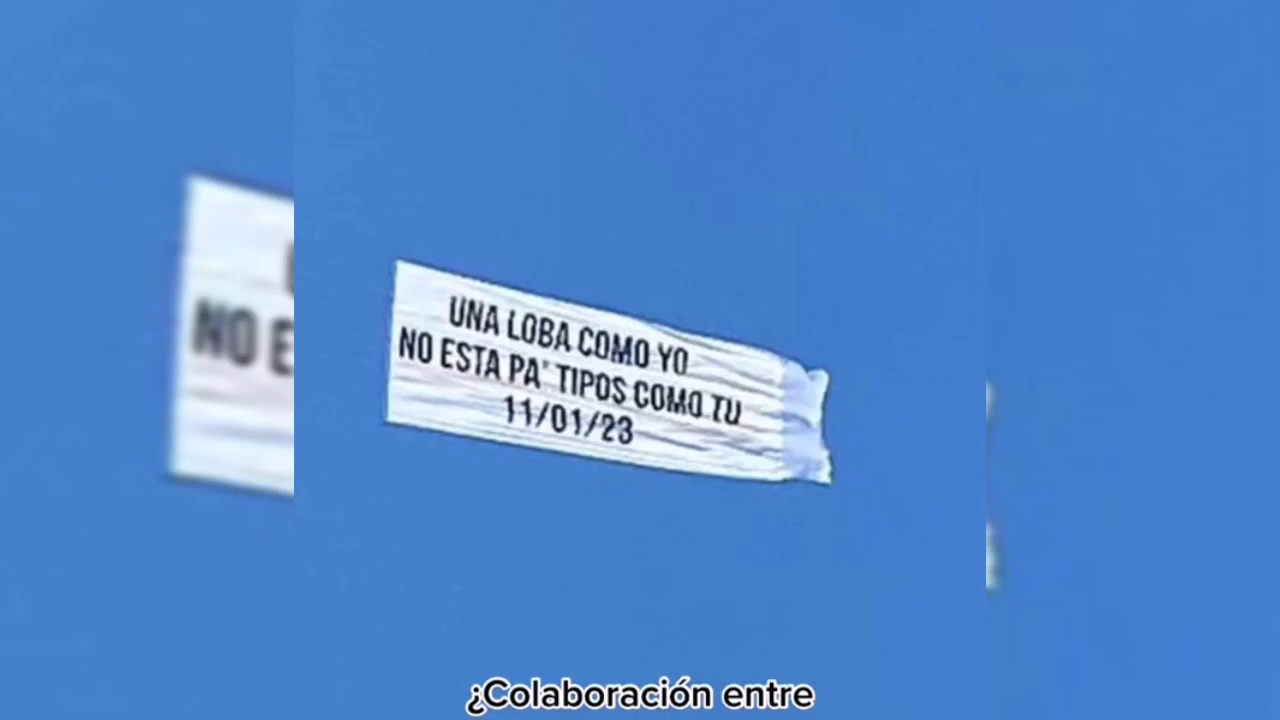 UNA LOBA COMO YO
NO ESTA PA' TIPOS COMO TU
11/01/23
NO E
¿Colaboración entre